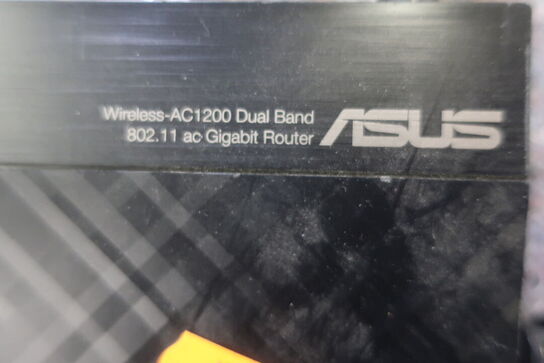 Wireless-AC1200 Dual Band
802.11 ac Gigabit Router
ASUS